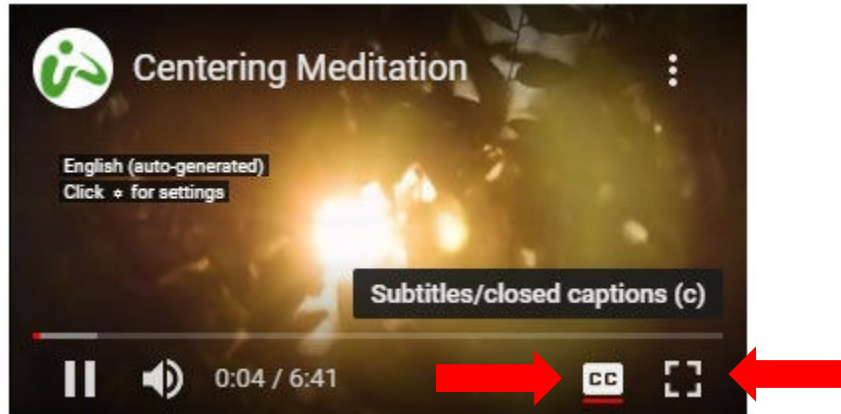 Centering Meditation
English (auto-generated)
Click ⚙ for settings
Subtitles/closed captions (c)
0:04 / 6:41
CC